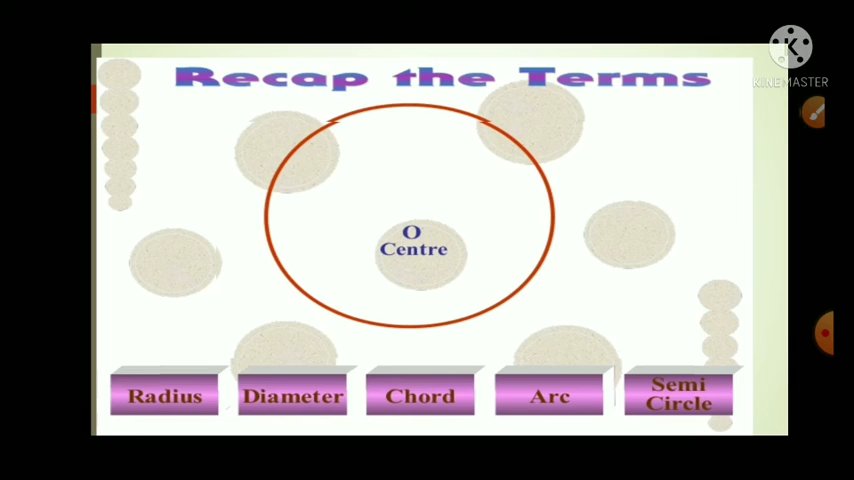 Recap the Terms
KINEMASTER
O
Centre
Radius
Diameter
Chord
Arc
Semi
Circle